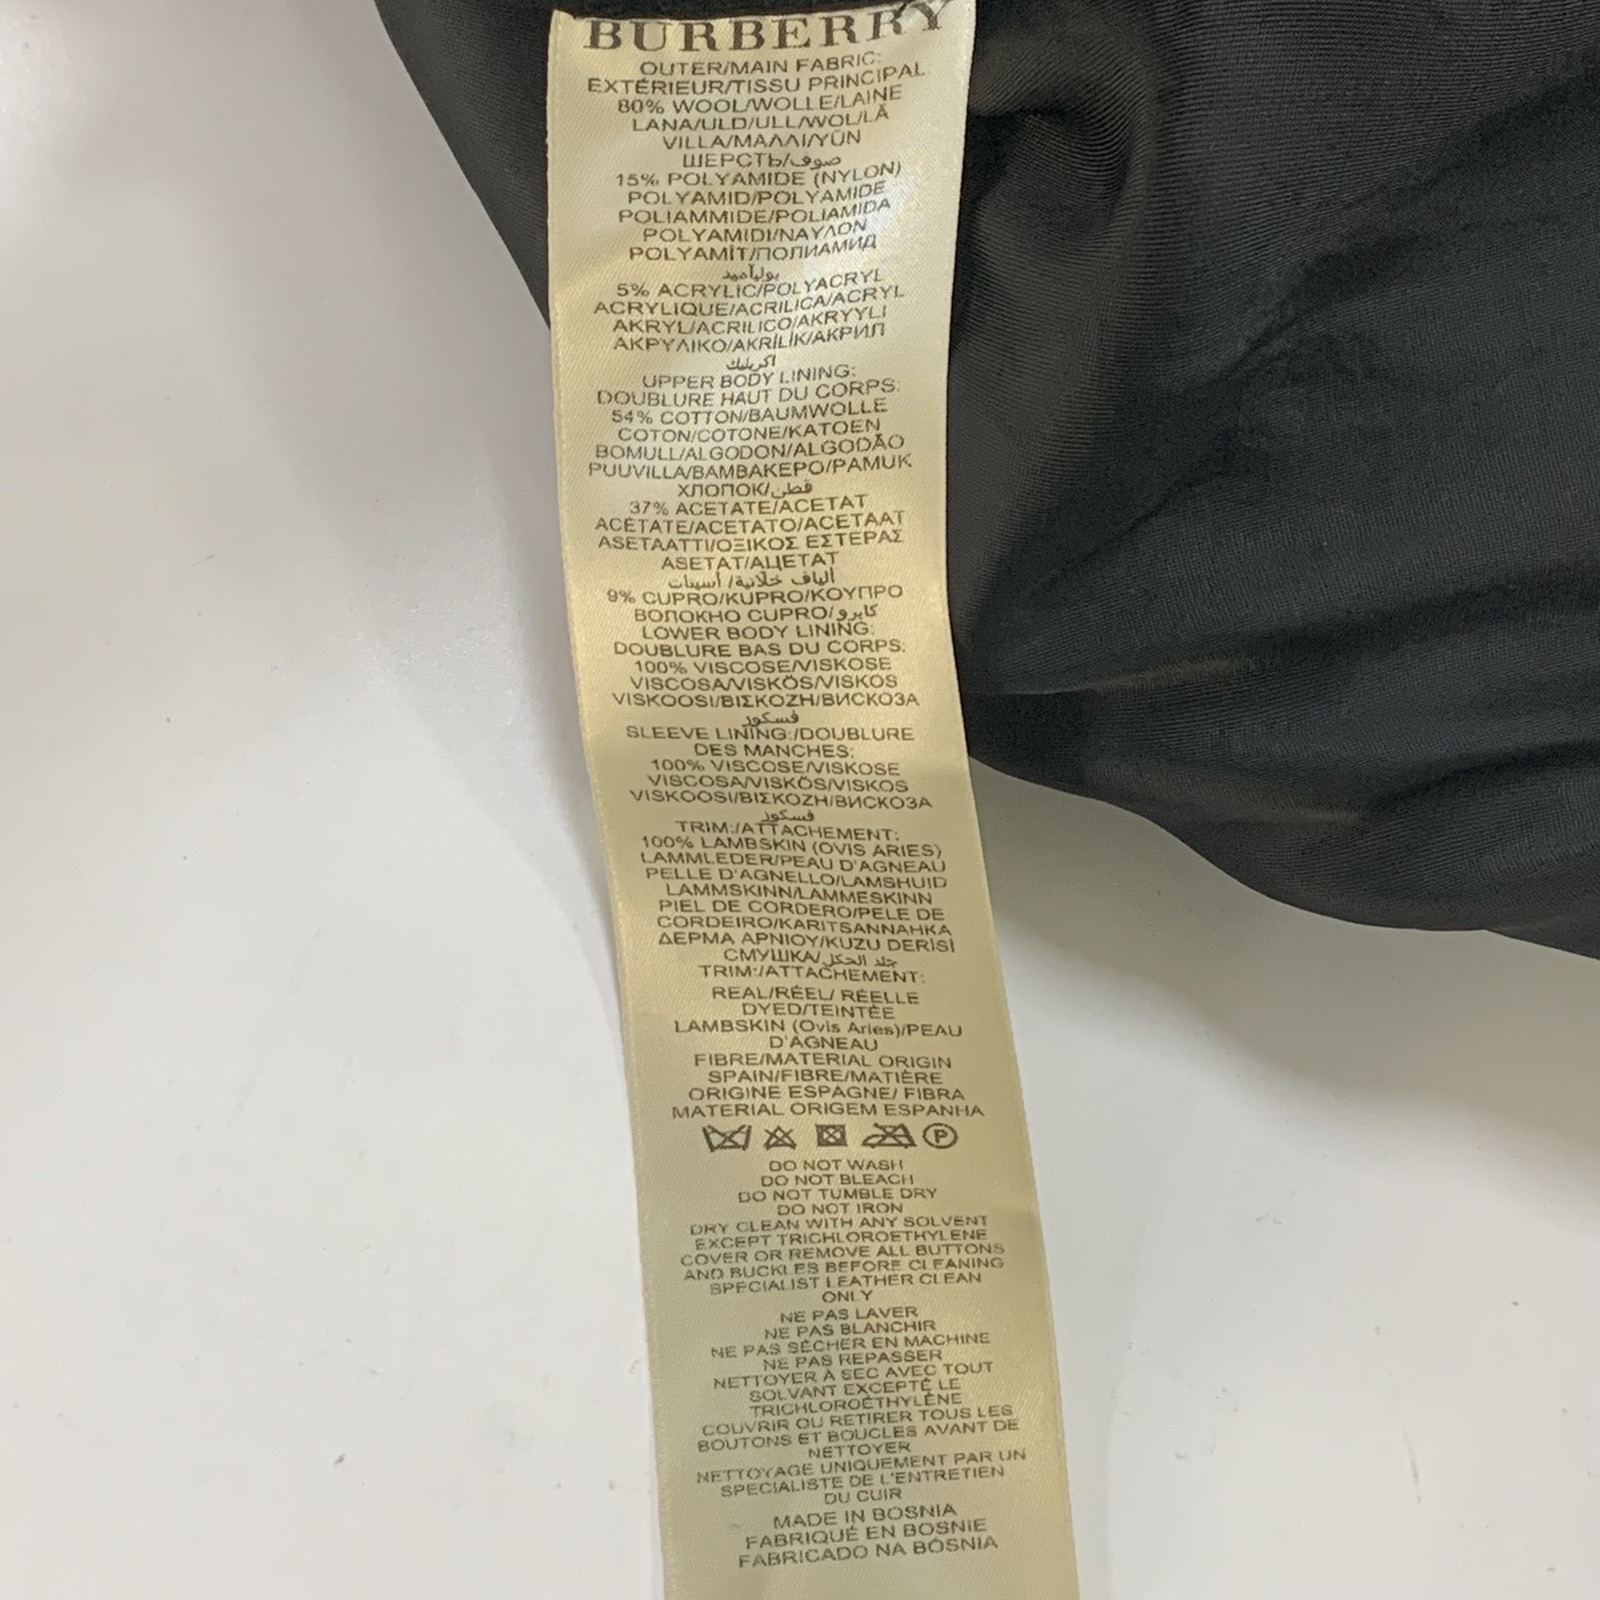 BURBERRY
OUTER/MAIN FABRIC:
EXTÉRIEUR/TISSU PRINCIPAL
80% WOOL/WOLLE/LAINE
LANA/ULD/ULL/WOL/LÃ
VILLA/ΜΑΛΛΙ/YÜN
ШЕРСТЬ/صوف
15% POLYAMIDE (NYLON)
POLYAMID/POLYAMIDE
POLIAMMIDE/POLIAMIDA
POLYAMIDI/ΝΑΥΛΟΝ
POLYAMİT/ПОЛИАМИД
بولياميد
5% ACRYLIC/POLYACRYL
ACRYLIQUE/ACRILICA/ACRYL
AKRYL/ACRILICO/AKRYYLI
ΑΚΡΥΛΙΚΟ/AKRİLİK/АКРИЛ
اكريليك
UPPER BODY LINING:
DOUBLURE HAUT DU CORPS:
54% COTTON/BAUMWOLLE
COTON/COTONE/KATOEN
BOMULL/ALGODON/ALGODÃO
PUUVILLA/ΒΑΜΒΑΚΕΡΟ/PAMUK
ХЛОПОК/قطن
37% ACETATE/ACETAT
ACÉTATE/ACETATO/ACETAAT
ASETAATTI/ΟΞΙΚΟΣ ΕΣΤΕΡΑΣ
ASETAT/АЦЕТАТ
ألياف خلانية/ أسيتات
9% CUPRO/KUPRO/ΚΟΥΠΡΟ
ВОЛОКНО CUPRO/كابرو
LOWER BODY LINING:
DOUBLURE BAS DU CORPS:
100% VISCOSE/VISKOSE
VISCOSA/VISKÖS/VISKOS
VISKOOSI/ΒΙΣΚΟΖΗ/ВИСКОЗА
فسكوز
SLEEVE LINING:/DOUBLURE
DES MANCHES:
100% VISCOSE/VISKOSE
VISCOSA/VISKÖS/VISKOS
VISKOOSI/ΒΙΣΚΟΖΗ/ВИСКОЗА
فسكوز
TRIM:/ATTACHEMENT:
100% LAMBSKIN (OVIS ARIES)
LAMMLEDER/PEAU D'AGNEAU
PELLE D'AGNELLO/LAMSHUID
LAMMSKINN/LAMMESKINN
PIEL DE CORDERO/PELE DE
CORDEIRO/KARITSANNAHKA
ΔΕΡΜΑ ΑΡΝΙΟΥ/KUZU DERİSİ
СМУШКА/جلد الحمل
TRIM:/ATTACHEMENT:
REAL/RÉEL/ RÉELLE
DYED/TEINTÉE
LAMBSKIN (Ovis Aries)/PEAU
D'AGNEAU
FIBRE/MATERIAL ORIGIN
SPAIN/FIBRE/MATIÈRE
ORIGINE ESPAGNE/ FIBRA
MATERIAL ORIGEM ESPANHA
P
DO NOT WASH
DO NOT BLEACH
DO NOT TUMBLE DRY
DO NOT IRON
DRY CLEAN WITH ANY SOLVENT
EXCEPT TRICHLOROETHYLENE
COVER OR REMOVE ALL BUTTONS
AND BUCKLES BEFORE CLEANING
SPECIALIST LEATHER CLEAN
ONLY
NE PAS LAVER
NE PAS BLANCHIR
NE PAS SÉCHER EN MACHINE
NE PAS REPASSER
NETTOYER À SEC AVEC TOUT
SOLVANT EXCEPTÉ LE
TRICHLOROÉTHYLÈNE
COUVRIR OU RETIRER TOUS LES
BOUTONS ET BOUCLES AVANT DE
NETTOYER
NETTOYAGE UNIQUEMENT PAR UN
SPECIALISTE DE L'ENTRETIEN
DU CUIR
MADE IN BOSNIA
FABRIQUÉ EN BOSNIE
FABRICADO NA BÓSNIA